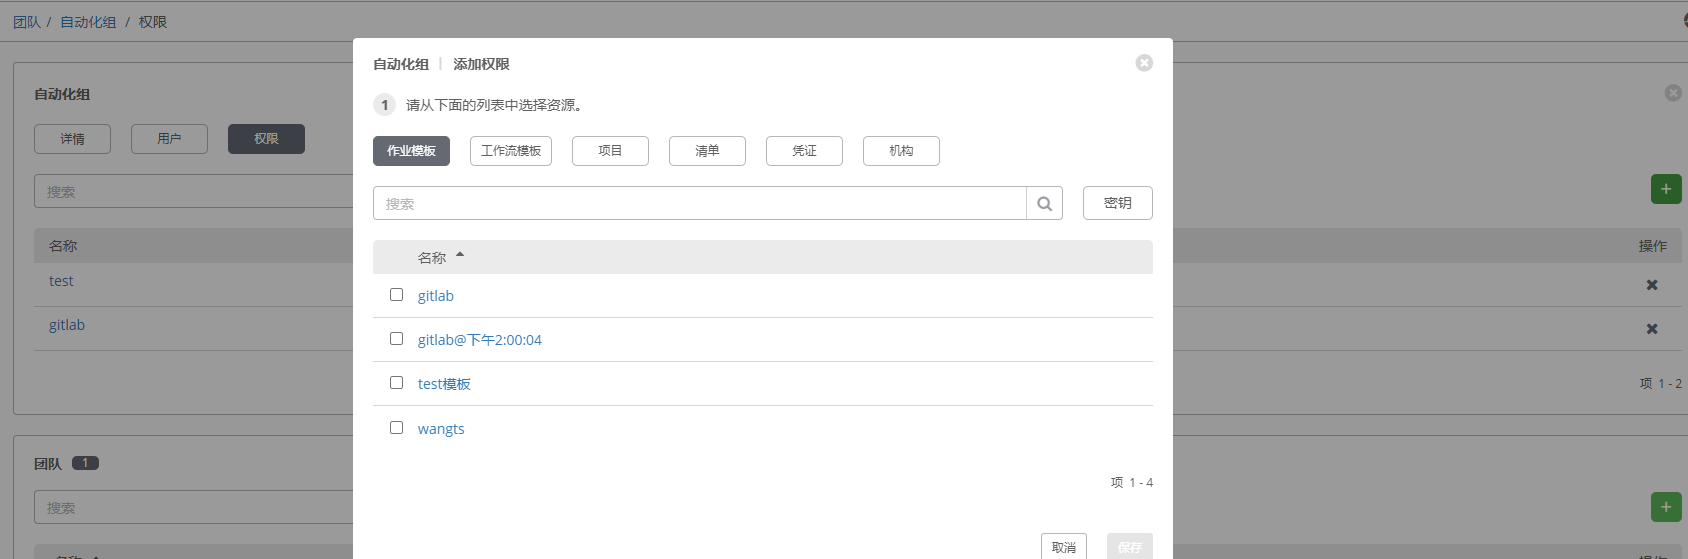 团队 / 自动化组 / 权限
自动化组
详情 用户 权限
搜索
名称 操作
test
gitlab
项 1 - 2
团队 1
搜索
自动化组 | 添加权限
1 请从下面的列表中选择资源。
作业模板 工作流模板 项目 清单 凭证 机构
搜索 密钥
名称
gitlab
gitlab@下午2:00:04
test模板
wangts
项 1 - 4
取消 保存